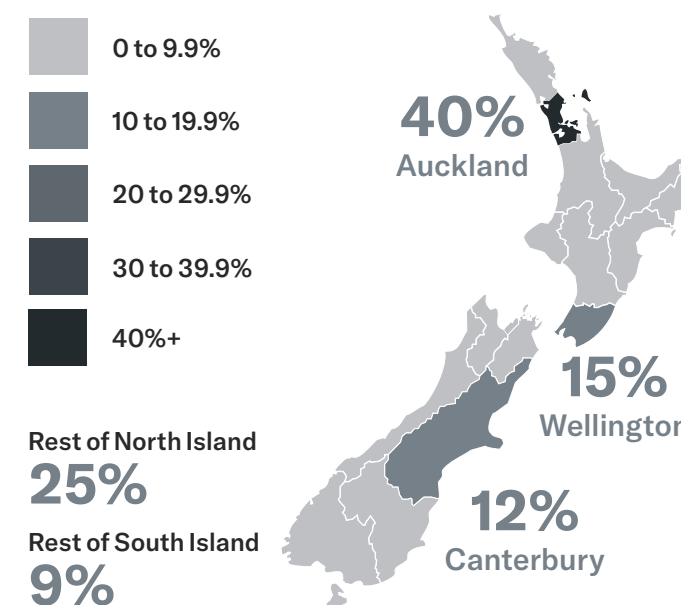 0 to 9.9%
10 to 19.9%
20 to 29.9%
30 to 39.9%
40%+
Rest of North Island
25%
Rest of South Island
9%
40%
Auckland
15%
Wellington
12%
Canterbury